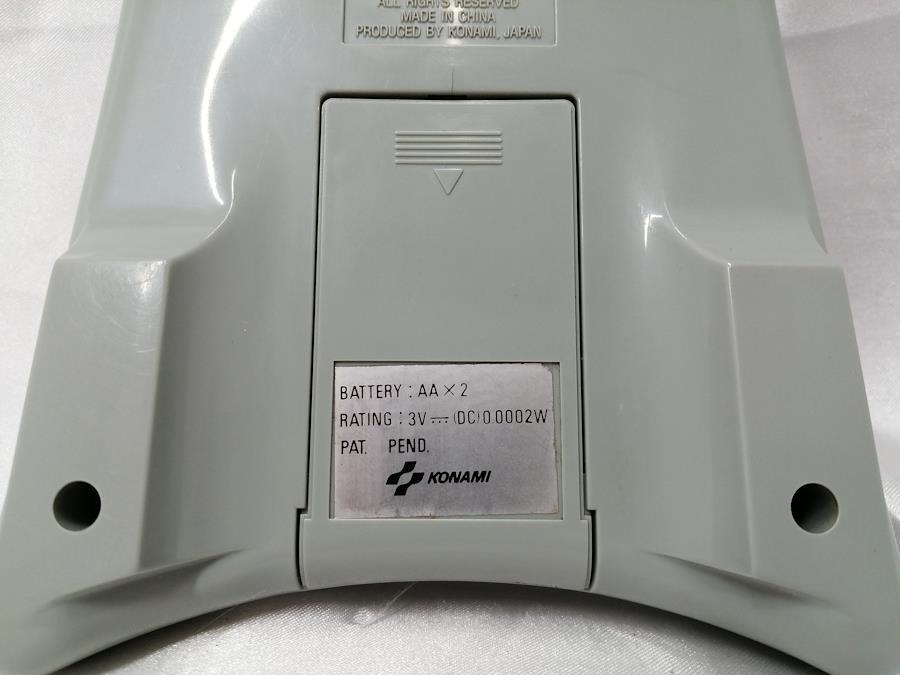 ALL RIGHTS RESERVED
MADE IN CHINA
PRODUCED BY KONAMI, JAPAN
BATTERY : AA × 2
RATING : 3V ⎓ (DC) 0.0002W
PAT. PEND.
KONAMI